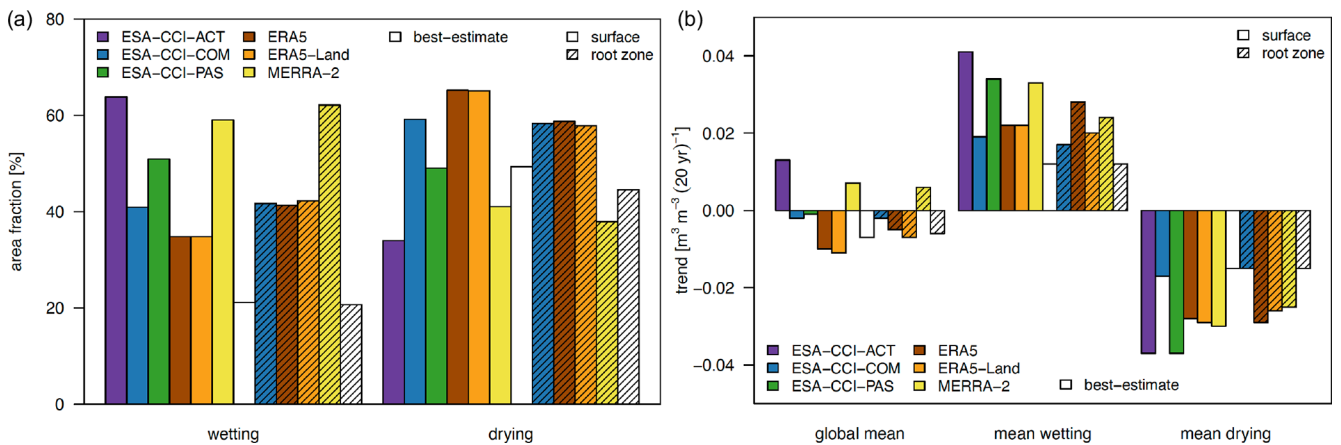 (a)
80
60
40
20
0
area fraction [%]
ESA−CCI−ACT
ESA−CCI−COM
ESA−CCI−PAS
ERA5
ERA5−Land
MERRA−2
best−estimate
surface
root zone
wetting
drying
(b)
0.04
0.02
0.00
−0.02
−0.04
trend [m³ m⁻³ (20 yr)⁻¹]
surface
root zone
ESA−CCI−ACT
ESA−CCI−COM
ESA−CCI−PAS
ERA5
ERA5−Land
MERRA−2
best−estimate
global mean
mean wetting
mean drying